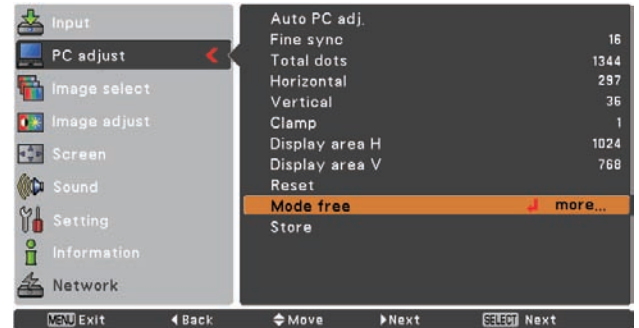 Input
PC adjust
Image select
Image adjust
Screen
Sound
Setting
Information
Network
Auto PC adj.
Fine sync 16
Total dots 1344
Horizontal 297
Vertical 36
Clamp 1
Display area H 1024
Display area V 768
Reset
Mode free more...
Store
MENU Exit Back Move Next SELECT Next